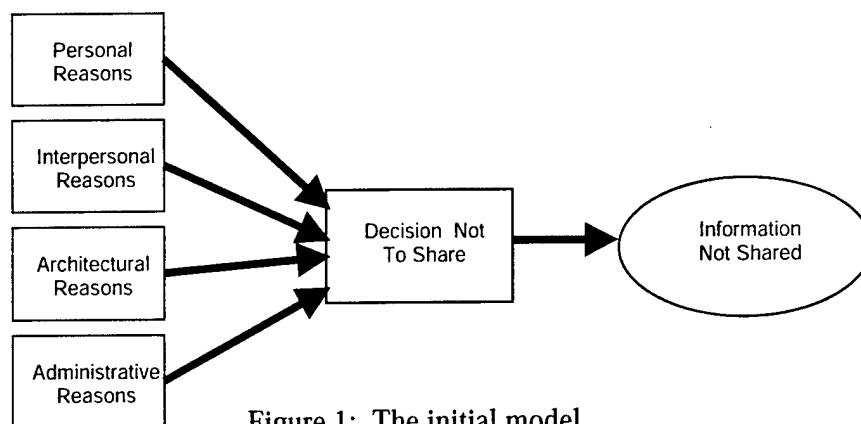 Personal
Reasons
Interpersonal
Reasons
Architectural
Reasons
Administrative
Reasons
Decision Not
To Share
Information
Not Shared
Figure 1: The initial model